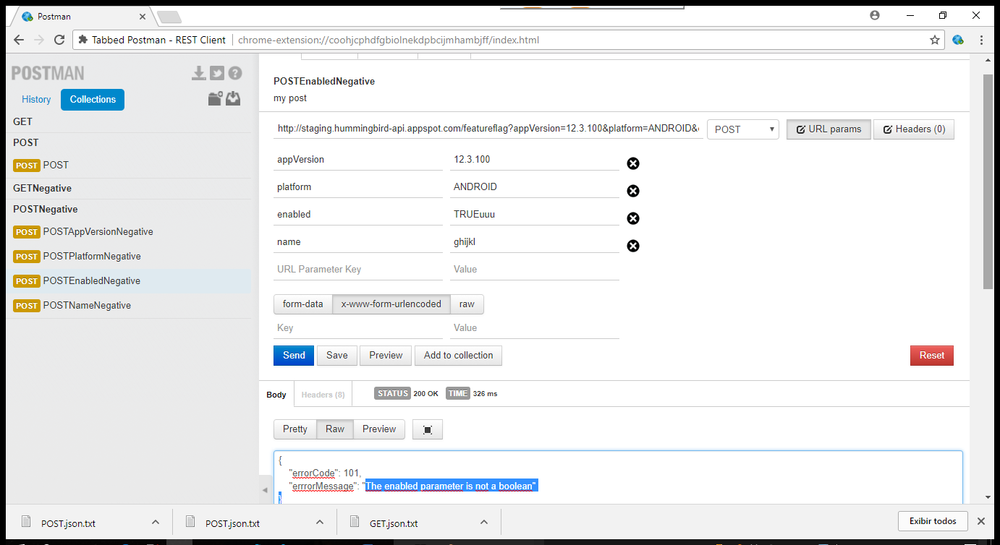 Postman
Tabbed Postman - REST Client chrome-extension://coohjcphdfgbiolnekdpbcijmhambjff/index.html
POSTMAN
History Collections
GET
POST
POST POST
GETNegative
POSTNegative
POST POSTAppVersionNegative
POST POSTPlatformNegative
POST POSTEnabledNegative
POST POSTNameNegative
POSTEnabledNegative
my post
http://staging.hummingbird-api.appspot.com/featureflag?appVersion=12.3.100&platform=ANDROID& POST URL params Headers (0)
appVersion 12.3.100
platform ANDROID
enabled TRUEuuu
name ghijkl
URL Parameter Key Value
form-data x-www-form-urlencoded raw
Key Value
Send Save Preview Add to collection Reset
Body Headers (8) STATUS 200 OK TIME 326 ms
Pretty Raw Preview
{
"errorCode": 101,
"errrorMessage": "The enabled parameter is not a boolean"
}
POST.json.txt POST.json.txt GET.json.txt Exibir todos